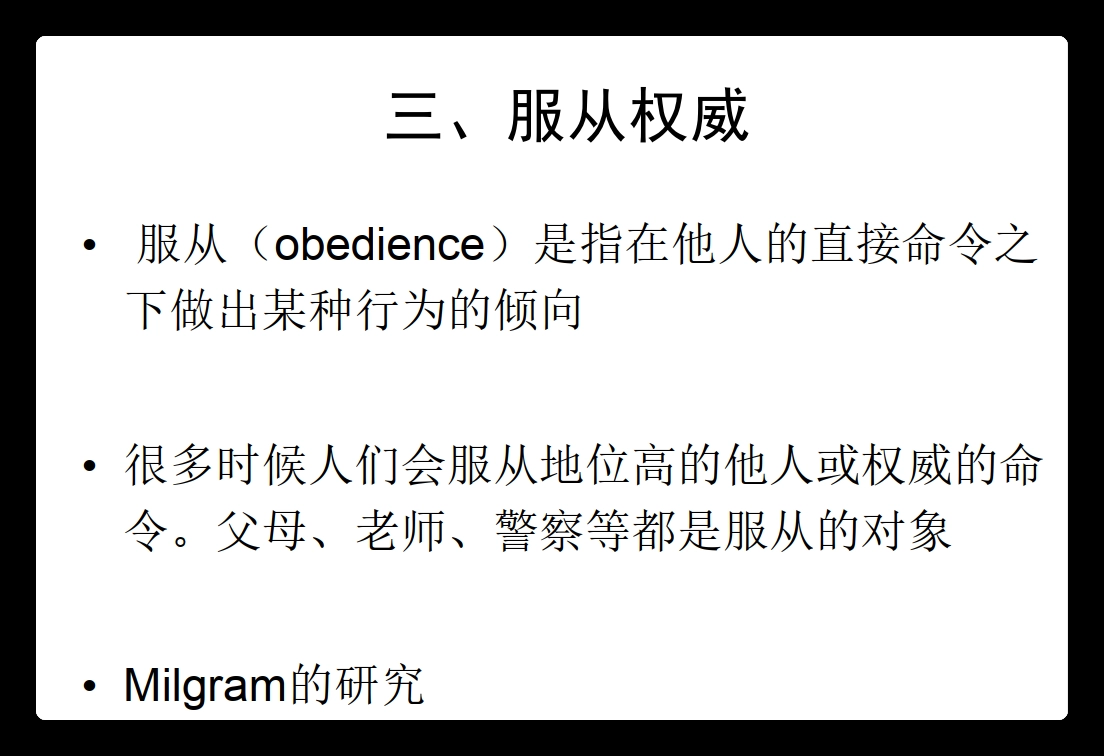 三、服从权威
• 服从（obedience）是指在他人的直接命令之
下做出某种行为的倾向
• 很多时候人们会服从地位高的他人或权威的命
令。父母、老师、警察等都是服从的对象
• Milgram的研究